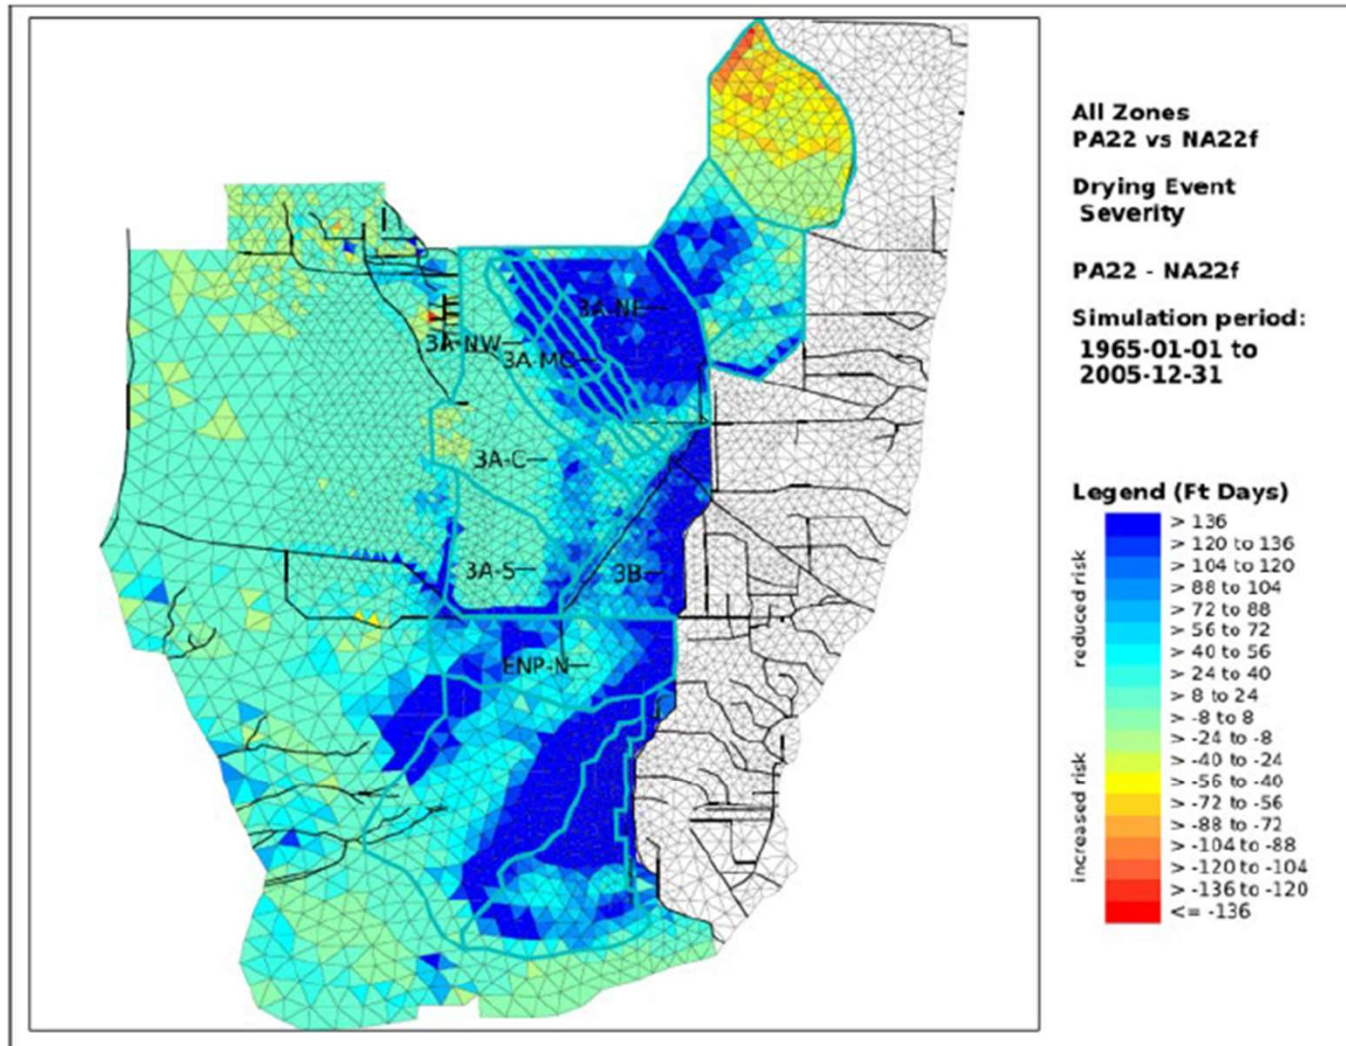 All Zones
PA22 vs NA22f
Drying Event
Severity
PA22 - NA22f
Simulation period:
1965-01-01 to
2005-12-31
3A-NE
3A-NW
3A-MC
3A-C
3A-S
3B
ENP-N
Legend (Ft Days)
reduced risk
increased risk
> 136
> 120 to 136
> 104 to 120
> 88 to 104
> 72 to 88
> 56 to 72
> 40 to 56
> 24 to 40
> 8 to 24
> -8 to 8
> -24 to -8
> -40 to -24
> -56 to -40
> -72 to -56
> -88 to -72
> -104 to -88
> -120 to -104
> -136 to -120
<= -136